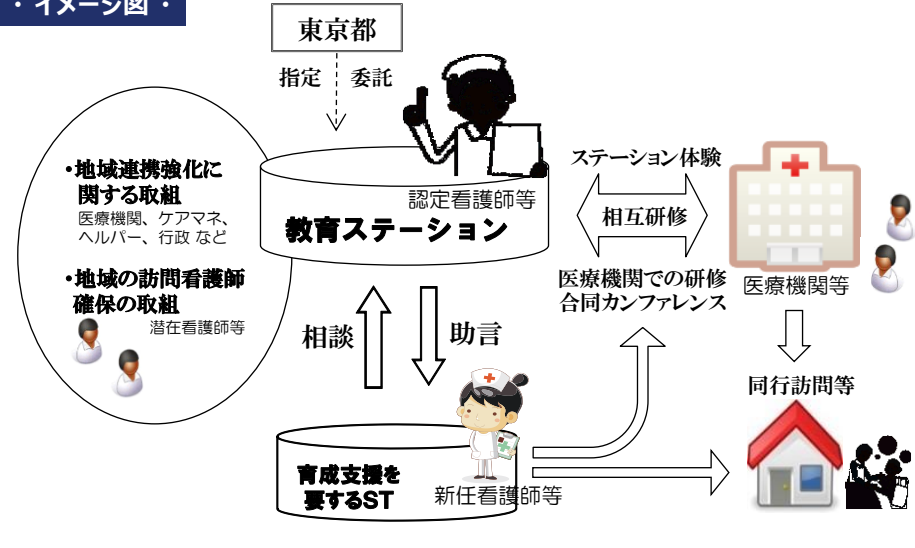 ・イメージ図・
東京都
指定 委託
・地域連携強化に
関する取組
医療機関、ケアマネ、
ヘルパー、行政 など
・地域の訪問看護師
確保の取組
潜在看護師等
認定看護師等
教育ステーション
ステーション体験
相互研修
医療機関での研修
合同カンファレンス
医療機関等
相談
助言
同行訪問等
育成支援を
要するST
新任看護師等